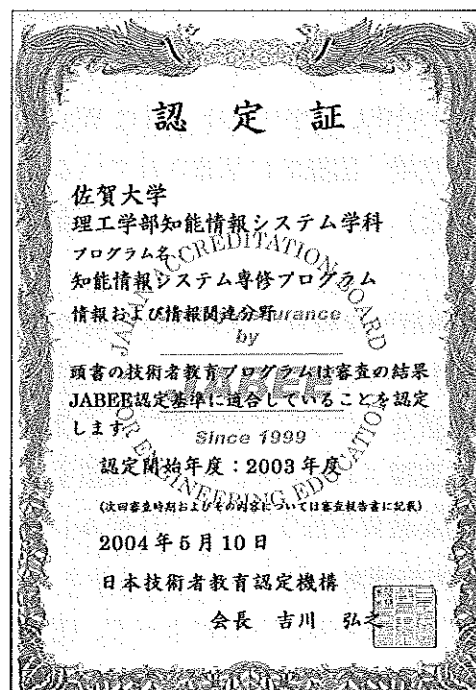 認定証
佐賀大学
理工学部知能情報システム学科
プログラム名
知能情報システム専修プログラム
情報および情報関連分野
JAPAN ACCREDITATION BOARD
by
JABEE
Since 1999
FOR ENGINEERING EDUCATION
頭書の技術者教育プログラムは審査の結果
JABEE認定基準に適合していることを認定
します
認定開始年度：2003年度
(次回審査時期およびその内容については審査報告書に記載)
2004年5月10日
日本技術者教育認定機構
会長 吉川 弘之